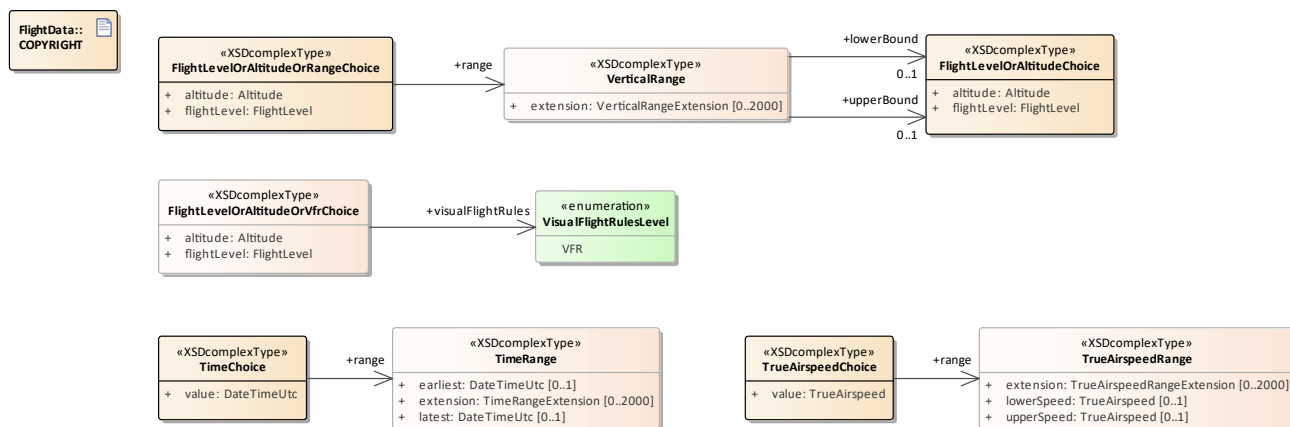 FlightData::
COPYRIGHT
«XSDcomplexType»
FlightLevelOrAltitudeOrRangeChoice
+ altitude: Altitude
+ flightLevel: FlightLevel
+range
«XSDcomplexType»
VerticalRange
+ extension: VerticalRangeExtension [0..2000]
+lowerBound
0..1
+upperBound
0..1
«XSDcomplexType»
FlightLevelOrAltitudeChoice
+ altitude: Altitude
+ flightLevel: FlightLevel
«XSDcomplexType»
FlightLevelOrAltitudeOrVfrChoice
+ altitude: Altitude
+ flightLevel: FlightLevel
+visualFlightRules
«enumeration»
VisualFlightRulesLevel
VFR
«XSDcomplexType»
TimeChoice
+ value: DateTimeUtc
+range
«XSDcomplexType»
TimeRange
+ earliest: DateTimeUtc [0..1]
+ extension: TimeRangeExtension [0..2000]
+ latest: DateTimeUtc [0..1]
«XSDcomplexType»
TrueAirspeedChoice
+ value: TrueAirspeed
+range
«XSDcomplexType»
TrueAirspeedRange
+ extension: TrueAirspeedRangeExtension [0..2000]
+ lowerSpeed: TrueAirspeed [0..1]
+ upperSpeed: TrueAirspeed [0..1]